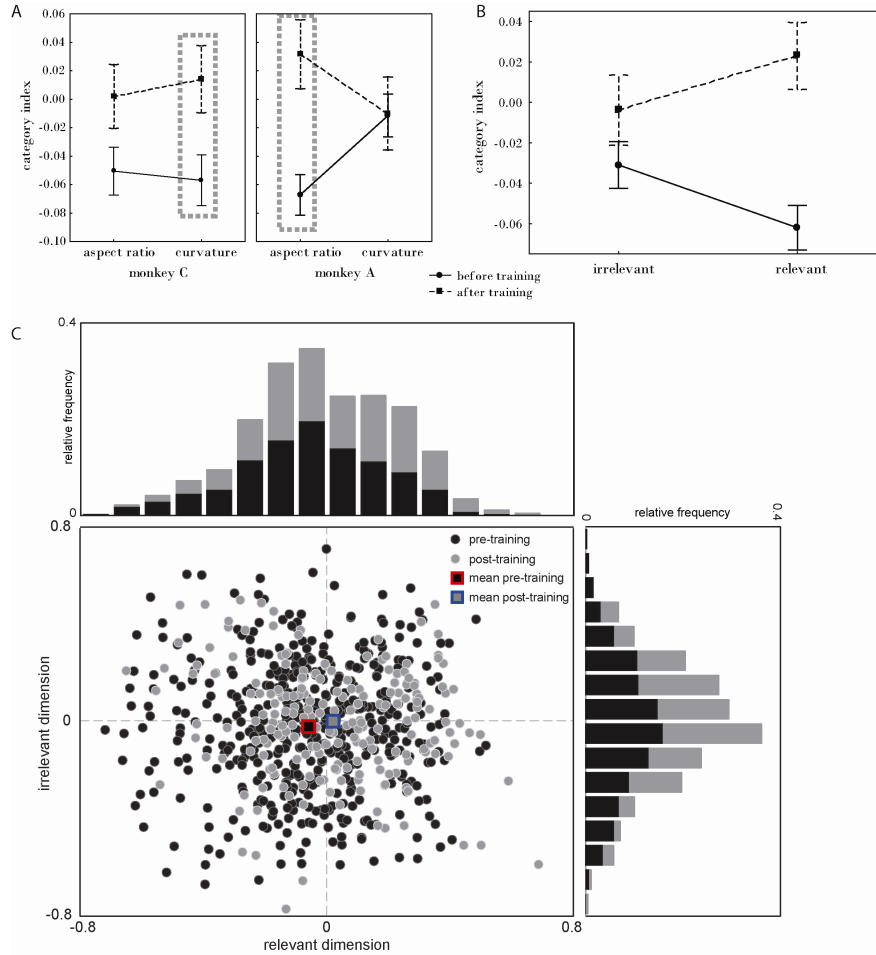 A
0.06
0.04
0.02
0.00
-0.02
-0.04
-0.06
-0.08
-0.10
category index
aspect ratio curvature
monkey C
aspect ratio curvature
monkey A
before training
after training
B
0.04
0.02
0.00
-0.02
-0.04
-0.06
category index
irrelevant relevant
C
0.4
relative frequency
0
0 relative frequency 0.4
0.8
irrelevant dimension
0
-0.8
pre-training
post-training
mean pre-training
mean post-training
-0.8 0 0.8
relevant dimension